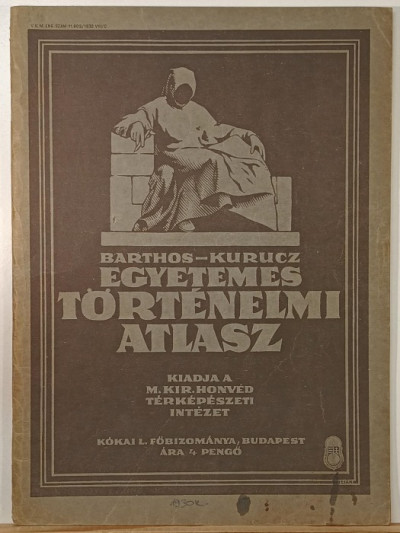 BARTHOS–KURUCZ
EGYETEMES
TÖRTÉNELMI
ATLASZ
KIADJA A
M. KIR. HONVÉD
TÉRKÉPÉSZETI
INTÉZET
KÓKAI L. FŐBIZOMÁNYA, BUDAPEST
ÁRA 4 PENGŐ